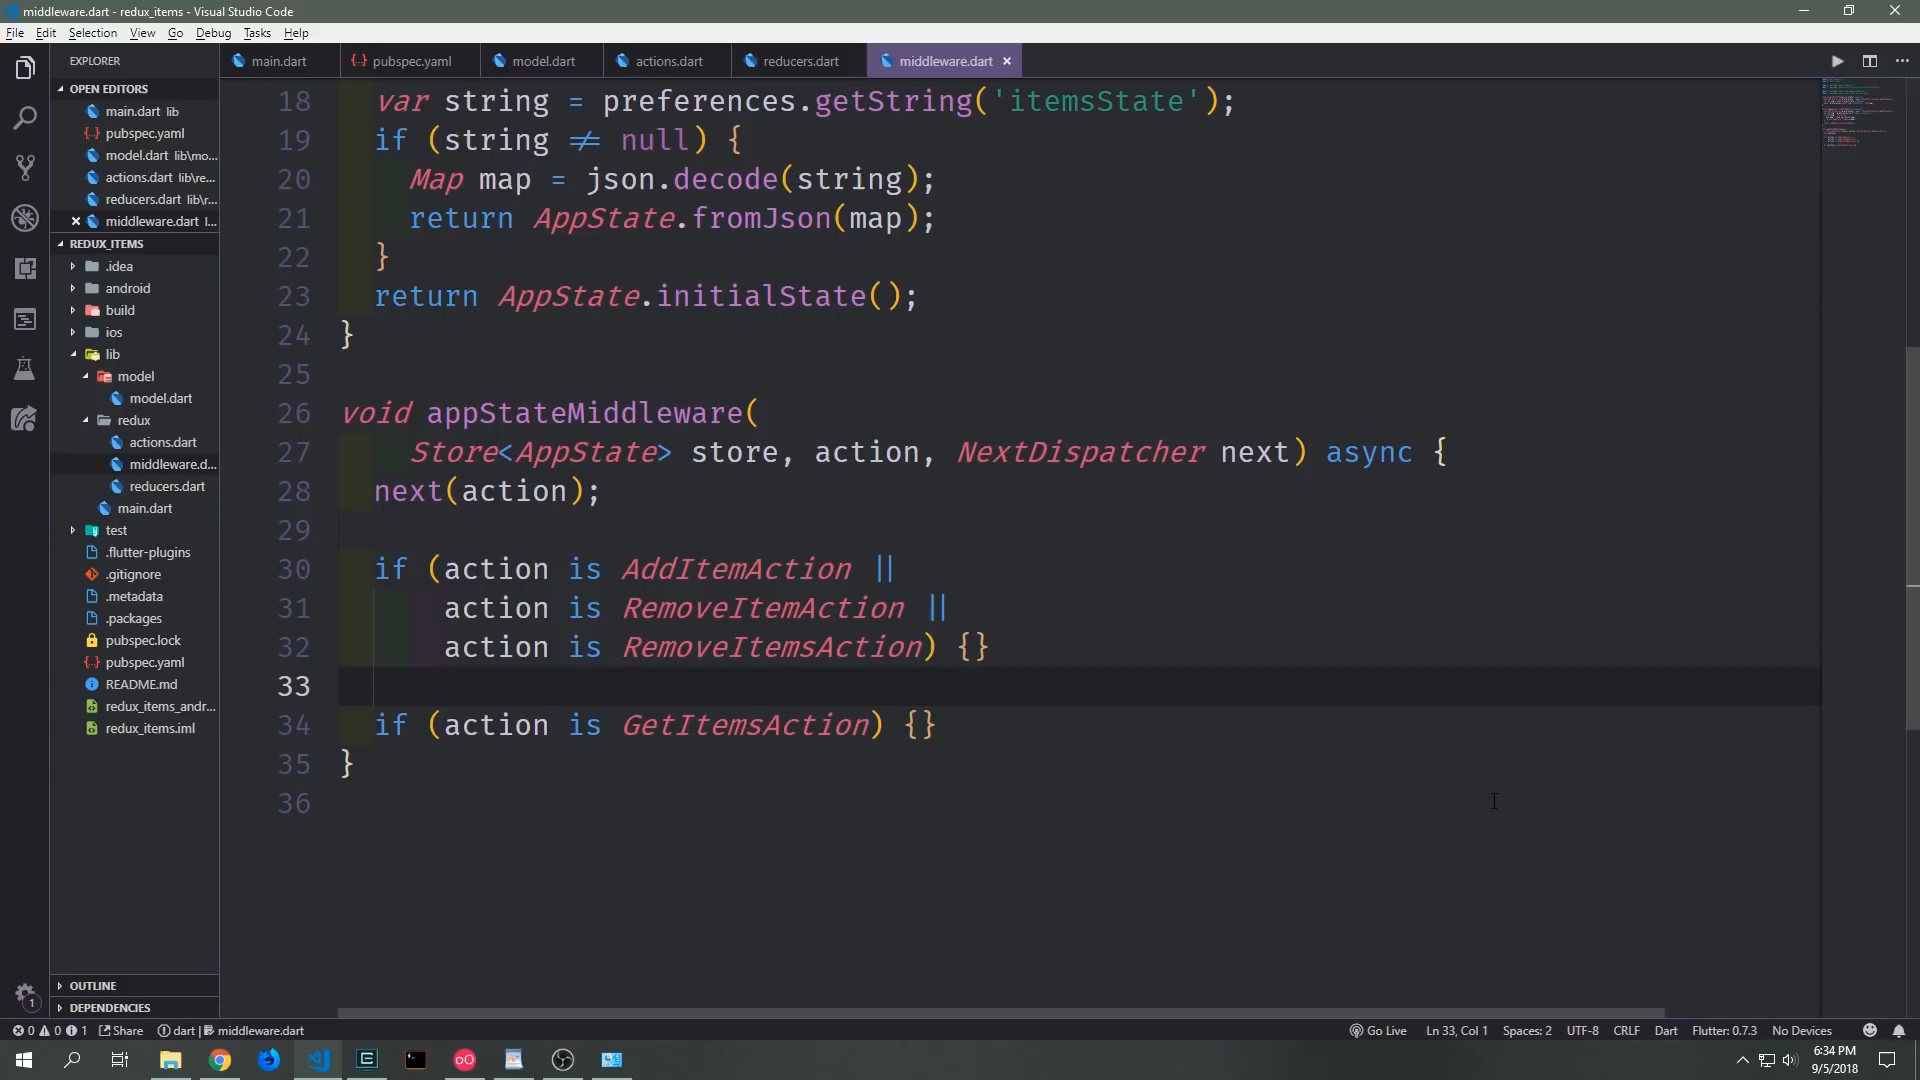 middleware.dart - redux_items - Visual Studio Code
File Edit Selection View Go Debug Tasks Help
EXPLORER
main.dart
{..} pubspec.yaml
model.dart
actions.dart
reducers.dart
middleware.dart ×
OPEN EDITORS
main.dart lib
{..} pubspec.yaml
model.dart lib\mo...
actions.dart lib\re...
reducers.dart lib\r...
× middleware.dart l...
REDUX_ITEMS
.idea
android
build
ios
lib
model
model.dart
redux
actions.dart
middleware.d...
reducers.dart
main.dart
test
.flutter-plugins
.gitignore
.metadata
.packages
pubspec.lock
{..} pubspec.yaml
README.md
redux_items_andr...
redux_items.iml
OUTLINE
DEPENDENCIES
18 var string = preferences.getString('itemsState');
19 if (string ≠ null) {
20 Map map = json.decode(string);
21 return AppState.fromJson(map);
22 }
23 return AppState.initialState();
24 }
25
26 void appStateMiddleware(
27 Store<AppState> store, action, NextDispatcher next) async {
28 next(action);
29
30 if (action is AddItemAction ||
31 action is RemoveItemAction ||
32 action is RemoveItemsAction) {}
33
34 if (action is GetItemsAction) {}
35 }
36
0 0 1 Share dart | middleware.dart
Go Live Ln 33, Col 1 Spaces: 2 UTF-8 CRLF Dart Flutter: 0.7.3 No Devices
1
6:34 PM
9/5/2018